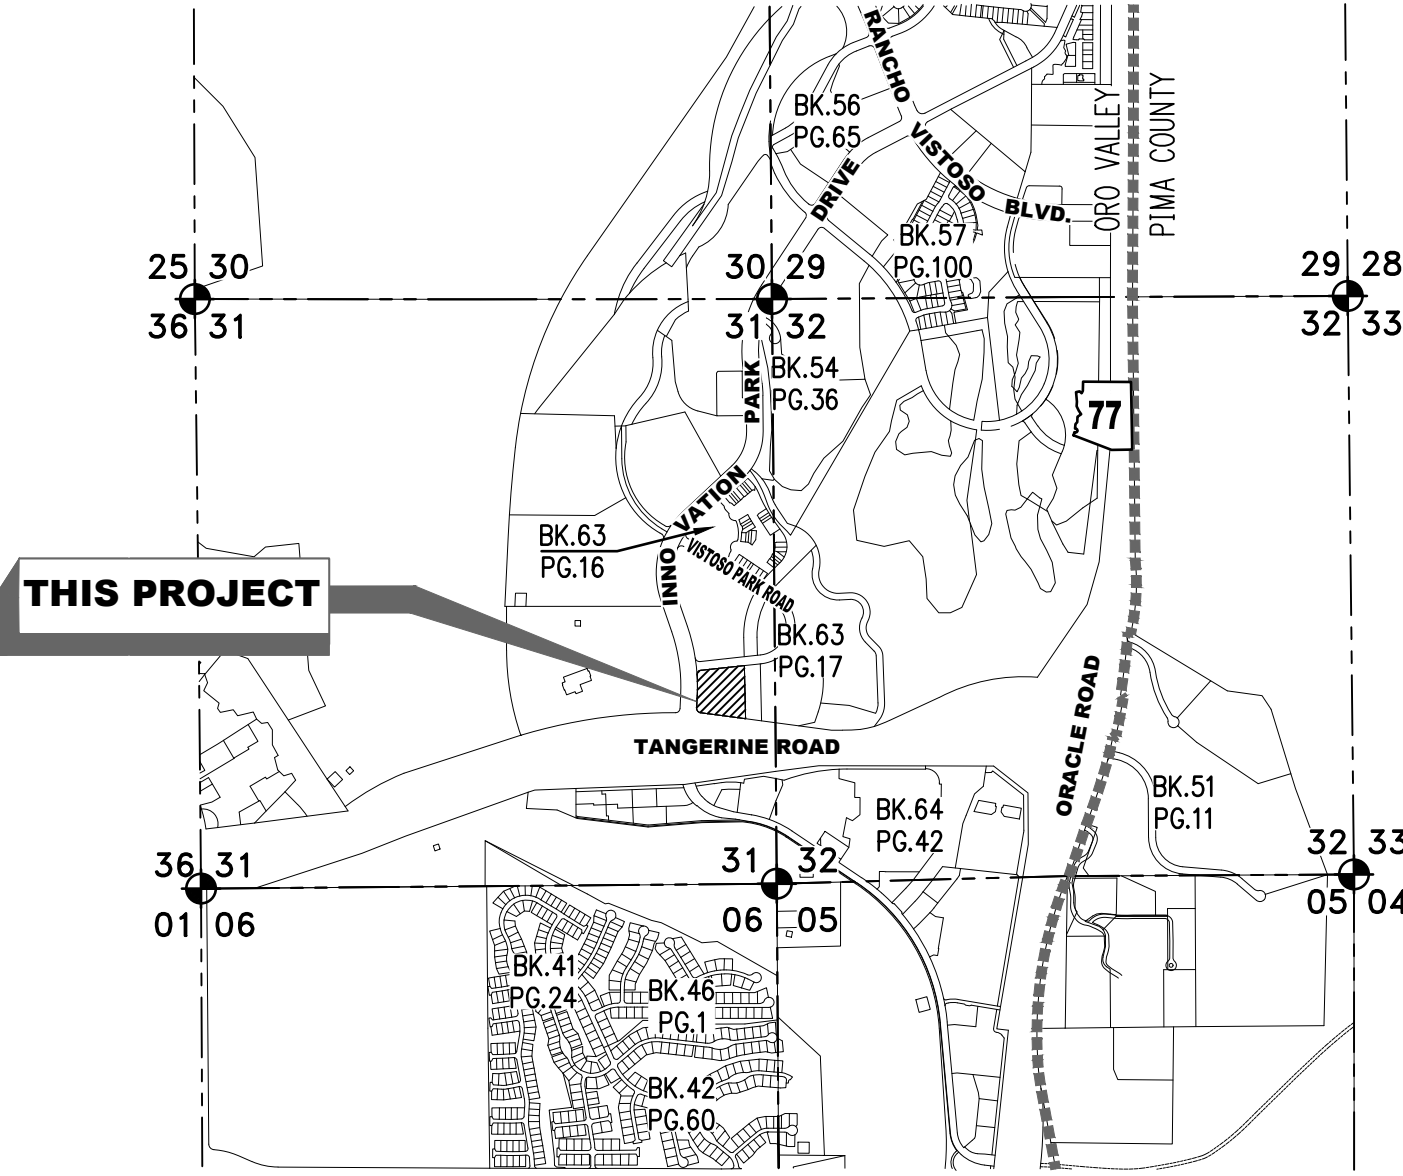 RANCHO
VISTOSO
BLVD.
BK.56
PG.65
DRIVE
ORO VALLEY
PIMA COUNTY
BK.57
PG.100
25 30
36 31
30 29
31 32
29 28
32 33
BK.54
PG.36
PARK
77
VATION
INNO
BK.63
PG.16
VISTOSO PARK ROAD
THIS PROJECT
BK.63
PG.17
TANGERINE ROAD
ORACLE ROAD
BK.51
PG.11
BK.64
PG.42
36 31
01 06
31 32
06 05
32 33
05 04
BK.41
PG.24
BK.46
PG.1
BK.42
PG.60